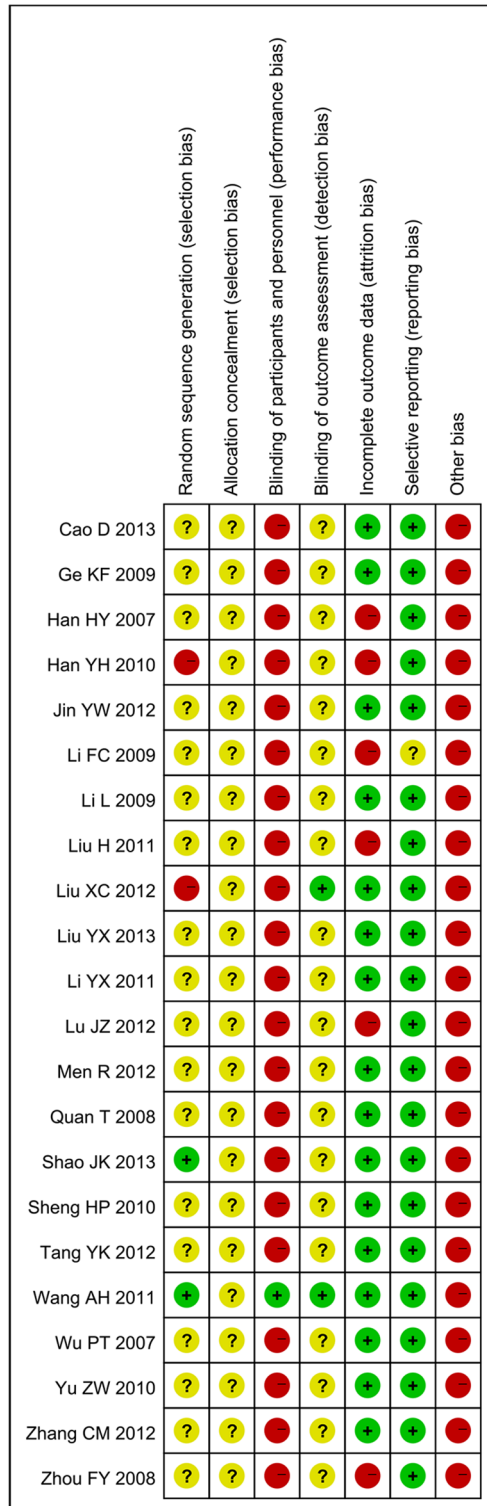 Random sequence generation (selection bias)
Allocation concealment (selection bias)
Blinding of participants and personnel (performance bias)
Blinding of outcome assessment (detection bias)
Incomplete outcome data (attrition bias)
Selective reporting (reporting bias)
Other bias
Cao D 2013 ? ? – ? + + –
Ge KF 2009 ? ? – ? + + –
Han HY 2007 ? ? – ? – + –
Han YH 2010 – ? – ? – + –
Jin YW 2012 ? ? – ? + + –
Li FC 2009 ? ? – ? – ? –
Li L 2009 ? ? – ? + + –
Liu H 2011 ? ? – ? – + –
Liu XC 2012 – ? – + + + –
Liu YX 2013 ? ? – ? + + –
Li YX 2011 ? ? – ? + + –
Lu JZ 2012 ? ? – ? – + –
Men R 2012 ? ? – ? + + –
Quan T 2008 ? ? – ? + + –
Shao JK 2013 + ? – ? + + –
Sheng HP 2010 ? ? – ? + + –
Tang YK 2012 ? ? – ? + + –
Wang AH 2011 + ? + + + + –
Wu PT 2007 ? ? – ? + + –
Yu ZW 2010 ? ? – ? + + –
Zhang CM 2012 ? ? – ? + + –
Zhou FY 2008 ? ? – ? – + –